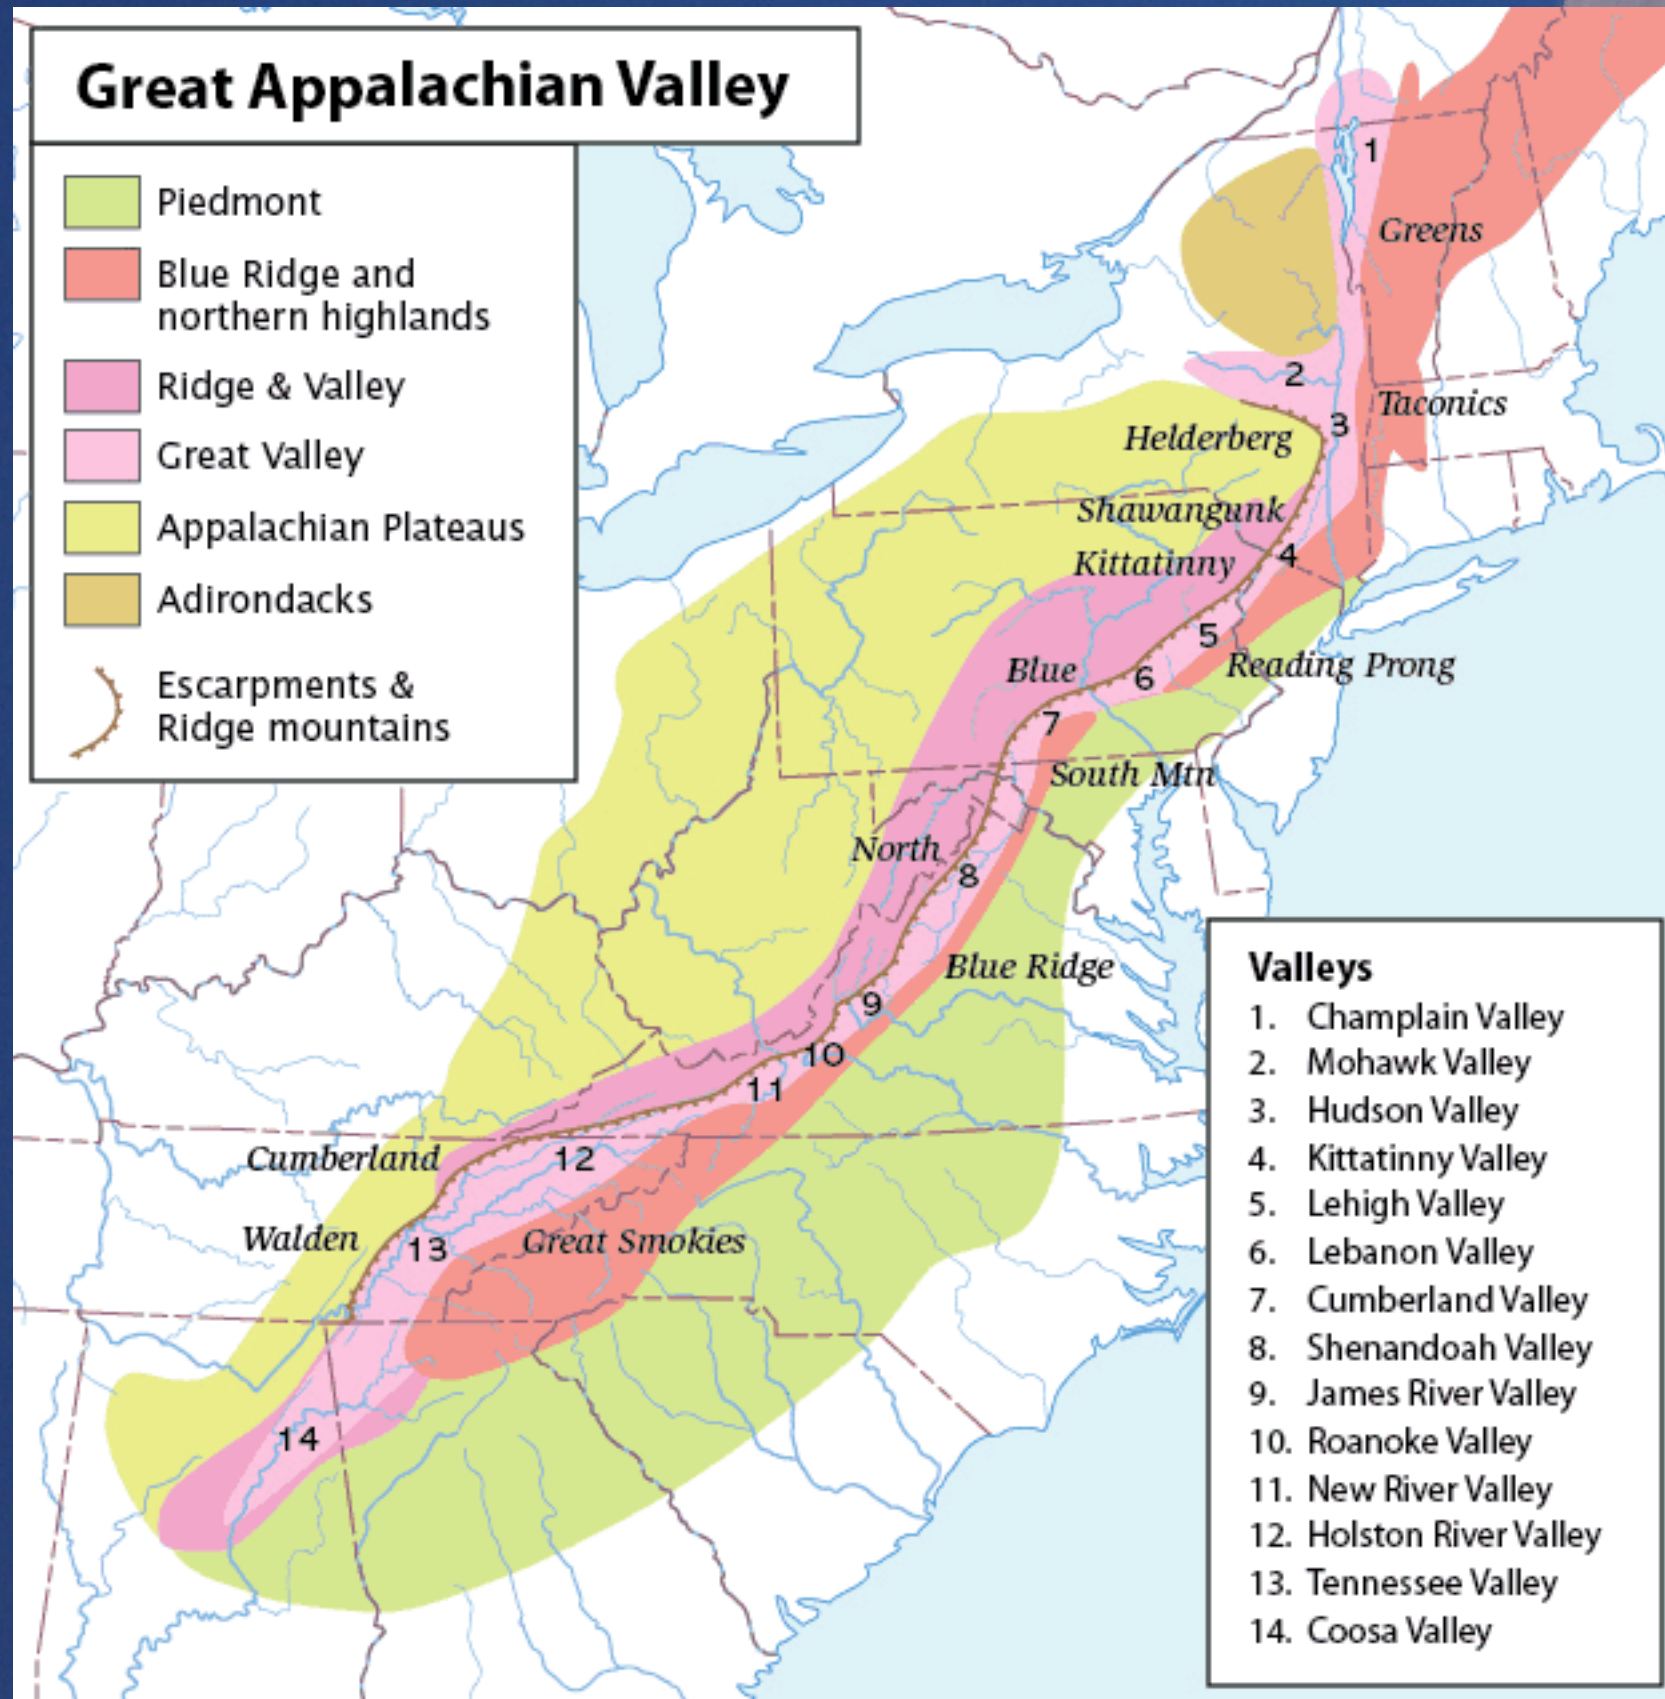 Great Appalachian Valley
Piedmont
Blue Ridge and
northern highlands
Ridge & Valley
Great Valley
Appalachian Plateaus
Adirondacks
Escarpments &
Ridge mountains
1
Greens
2
Taconics
3
Helderberg
Shawangunk
4
Kittatinny
5
Reading Prong
Blue
6
7
South Mtn
North
8
Blue Ridge
9
10
11
Cumberland
12
Walden
13
Great Smokies
14
Valleys
1. Champlain Valley
2. Mohawk Valley
3. Hudson Valley
4. Kittatinny Valley
5. Lehigh Valley
6. Lebanon Valley
7. Cumberland Valley
8. Shenandoah Valley
9. James River Valley
10. Roanoke Valley
11. New River Valley
12. Holston River Valley
13. Tennessee Valley
14. Coosa Valley